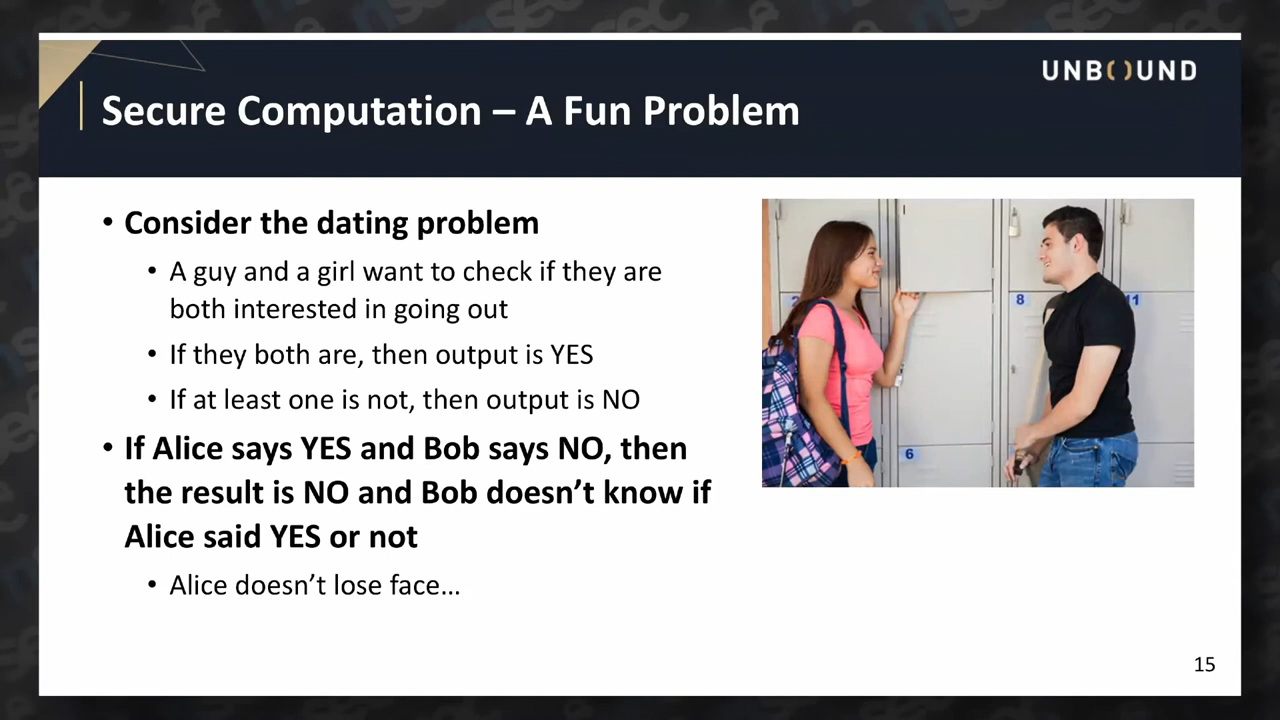 UNBOUND
Secure Computation – A Fun Problem
• Consider the dating problem
• A guy and a girl want to check if they are
both interested in going out
• If they both are, then output is YES
• If at least one is not, then output is NO
• If Alice says YES and Bob says NO, then
the result is NO and Bob doesn’t know if
Alice said YES or not
• Alice doesn’t lose face...
8
11
6
15